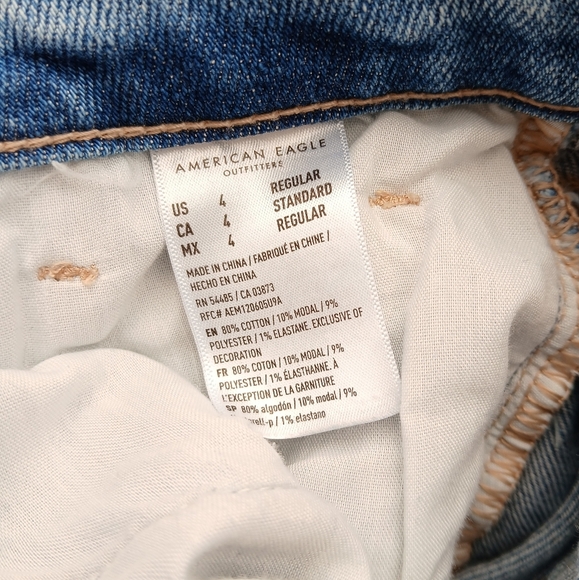 AMERICAN EAGLE
OUTFITTERS
US 4 REGULAR
CA 4 STANDARD
MX 4 REGULAR
MADE IN CHINA / FABRIQUÉ EN CHINE /
HECHO EN CHINA
RN 54485 / CA 03873
RFC# AEM120605U9A
EN 80% COTTON / 10% MODAL / 9%
POLYESTER / 1% ELASTANE. EXCLUSIVE OF
DECORATION
FR 80% COTON / 10% MODAL / 9%
POLYESTER / 1% ÉLASTHANNE. À
L'EXCEPTION DE LA GARNITURE
SP 80% algodón / 10% modal / 9%
/ 1% elastano